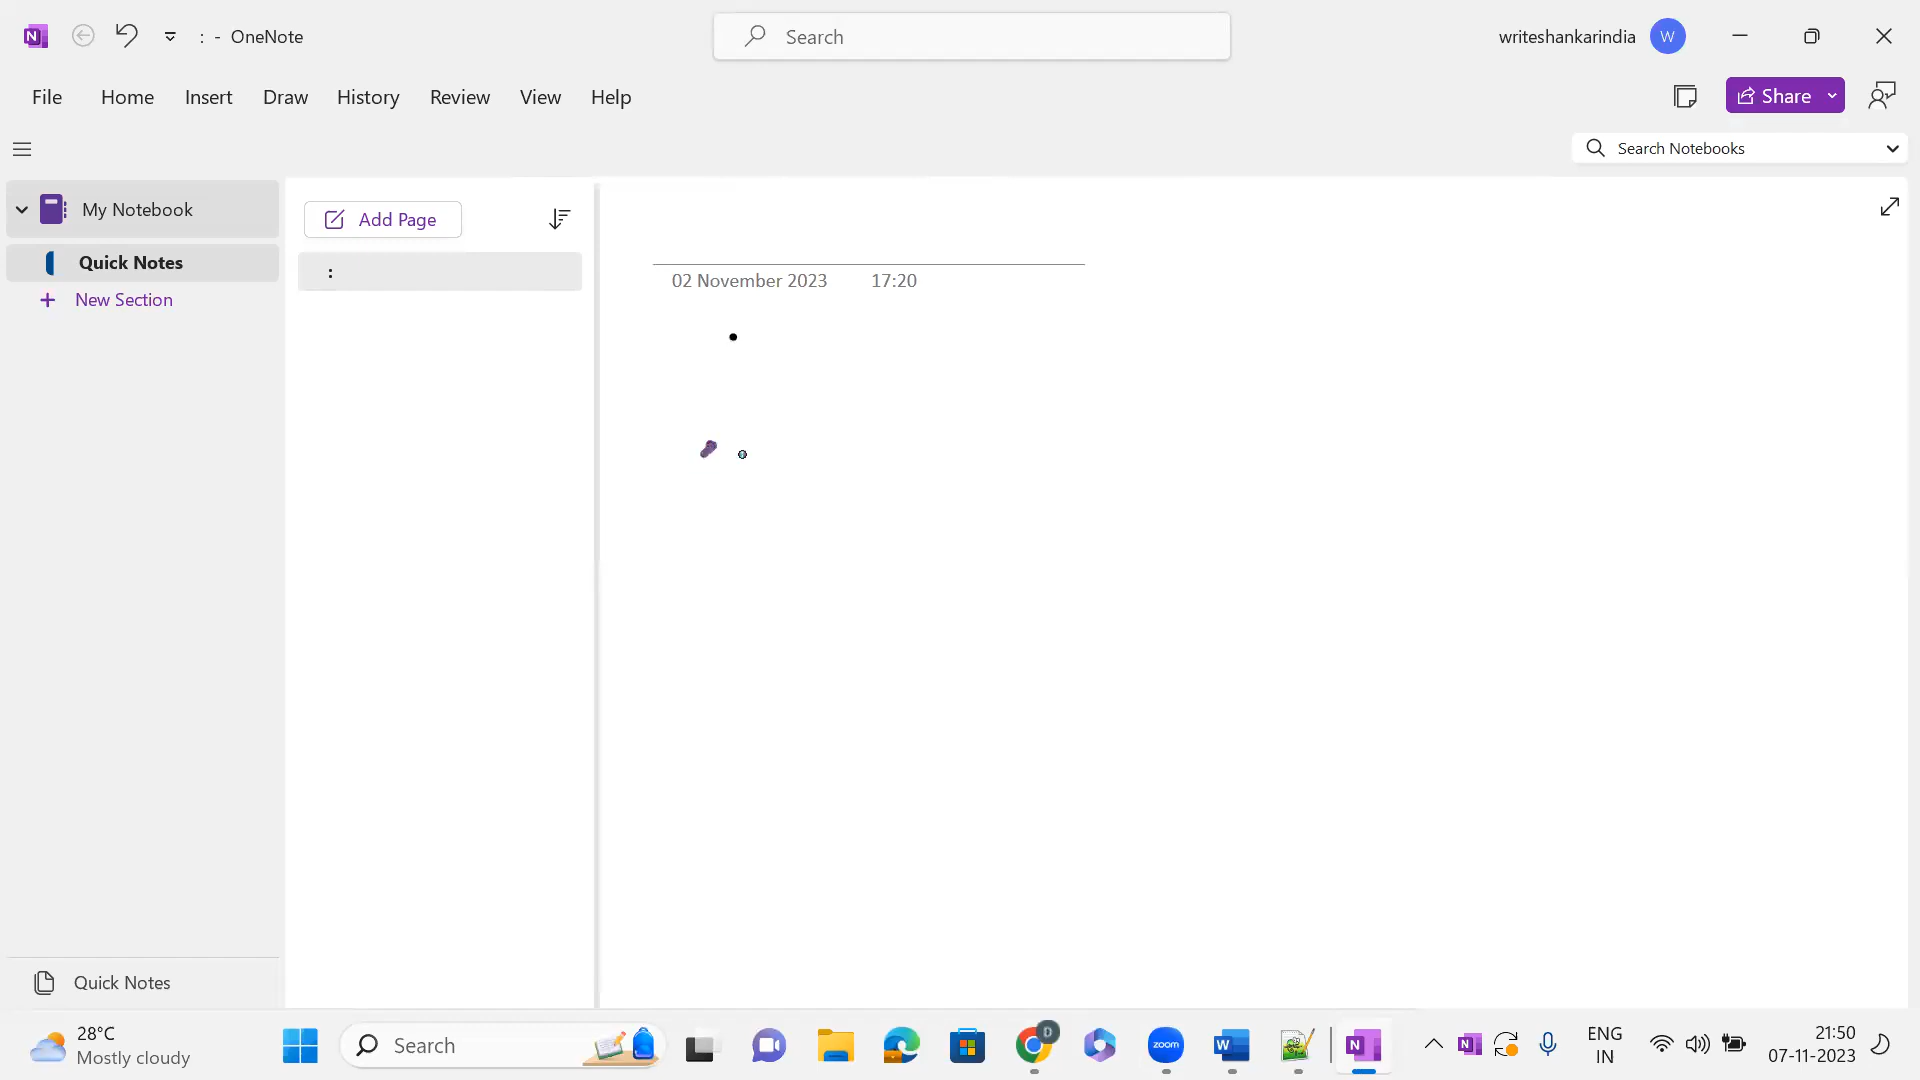 : - OneNote
Search
writeshankarindia
W
File Home Insert Draw History Review View Help
Share
Search Notebooks
My Notebook
Add Page
Quick Notes
:
New Section
02 November 2023 17:20
Quick Notes
28°C
Mostly cloudy
Search
D
zoom
W
N
N
ENG
IN
21:50
07-11-2023